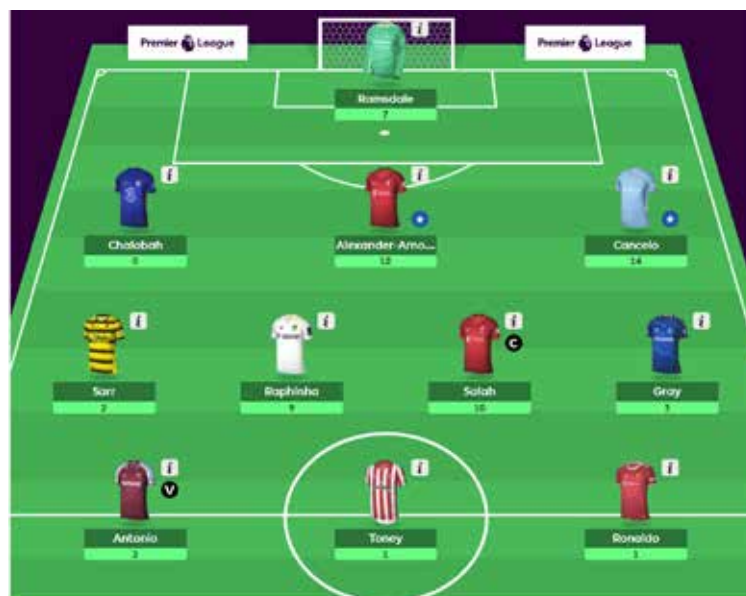 Premier League
Premier League
i
Ramsdale
7
i
i
i
Chalobah
Alexander-Arno...
Cancelo
12
14
i
i
i
i
C
Sarr
Raphinha
Salah
Gray
2
9
10
i
i
i
V
Antonio
Toney
Ronaldo
2
1
1